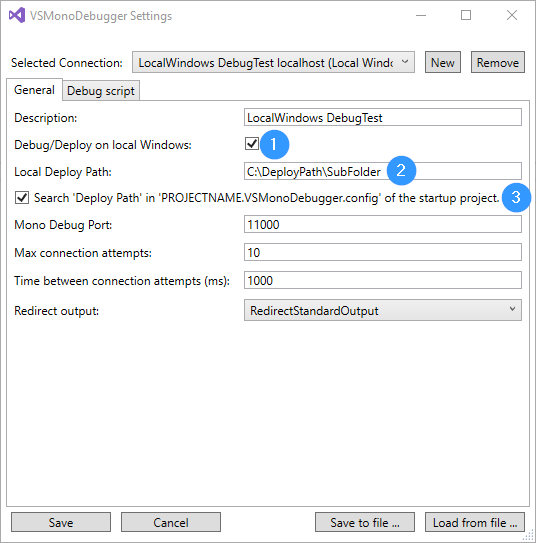 VSMonoDebugger Settings
Selected Connection: LocalWindows DebugTest localhost (Local Windo New Remove
General Debug script
Description: LocalWindows DebugTest
Debug/Deploy on local Windows: 1
Local Deploy Path: C:\DeployPath\SubFolder 2
Search 'Deploy Path' in 'PROJECTNAME.VSMonoDebugger.config' of the startup project. 3
Mono Debug Port: 11000
Max connection attempts: 10
Time between connection attempts (ms): 1000
Redirect output: RedirectStandardOutput
Save Cancel Save to file ... Load from file ...